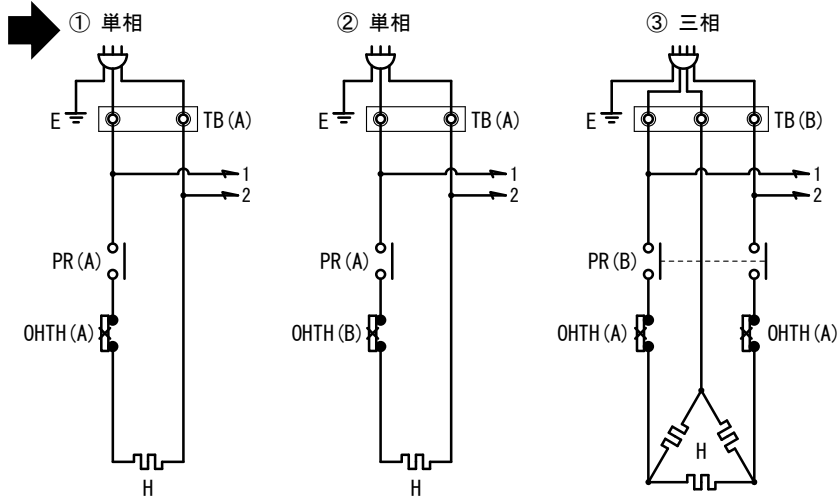 ① 単相
E
TB(A)
1
2
PR(A)
OHTH(A)
H
② 単相
E
TB(A)
1
2
PR(A)
OHTH(B)
H
③ 三相
E
TB(B)
1
2
PR(B)
OHTH(A)
OHTH(A)
H